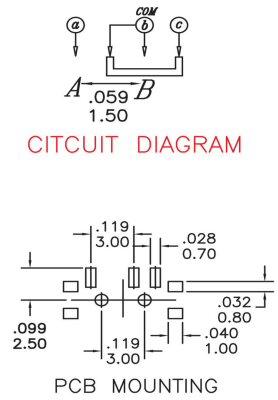 COM
a b c
A B
.059
1.50
CITCUIT DIAGRAM
.119
3.00
.028
0.70
.032
0.80
.099
2.50
.119
3.00
.040
1.00
PCB MOUNTING